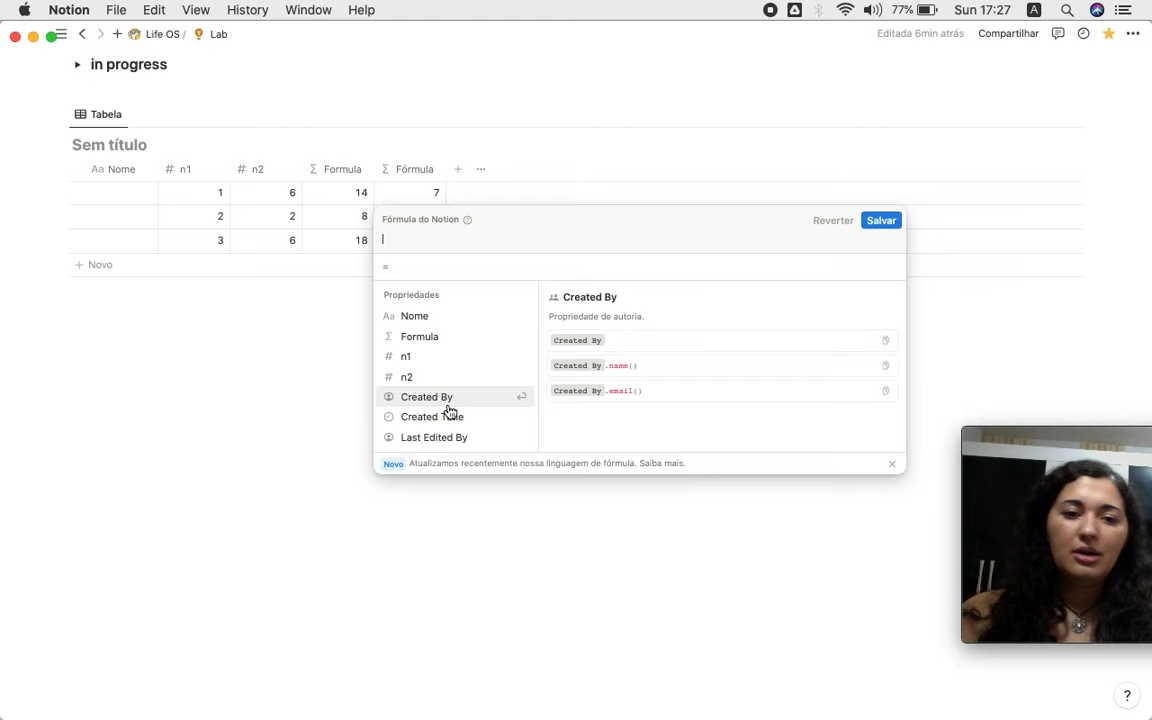 Notion File Edit View History Window Help 77% Sun 17:27 A
Life OS / Lab Editada 6min atrás Compartilhar
in progress
Tabela
Sem título
Aa Nome # n1 # n2 Σ Formula Σ Fórmula + •••
1 6 14 7
2 2 8
3 6 18
+ Novo
Fórmula do Notion Reverter Salvar
=
Propriedades
Aa Nome
Σ Formula
# n1
# n2
Created By
Created Time
Last Edited By
Created By
Propriedade de autoria.
Created By
Created By.name()
Created By.email()
Novo Atualizamos recentemente nossa linguagem de fórmula. Saiba mais.
?